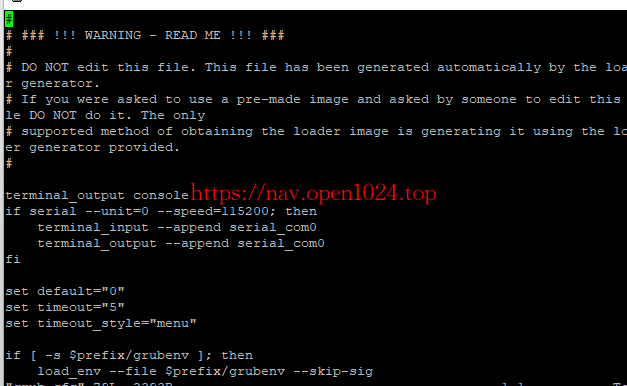 #
# ### !!! WARNING - READ ME !!! ###
#
# DO NOT edit this file. This file has been generated automatically by the loa
r generator.
# If you were asked to use a pre-made image and asked by someone to edit this
le DO NOT do it. The only
# supported method of obtaining the loader image is generating it using the lo
er generator provided.
#
terminal_output console
https://nav.open1024.top
if serial --unit=0 --speed=115200; then
    terminal_input --append serial_com0
    terminal_output --append serial_com0
fi
set default="0"
set timeout="5"
set timeout_style="menu"
if [ -s $prefix/grubenv ]; then
    load_env --file $prefix/grubenv --skip-sig